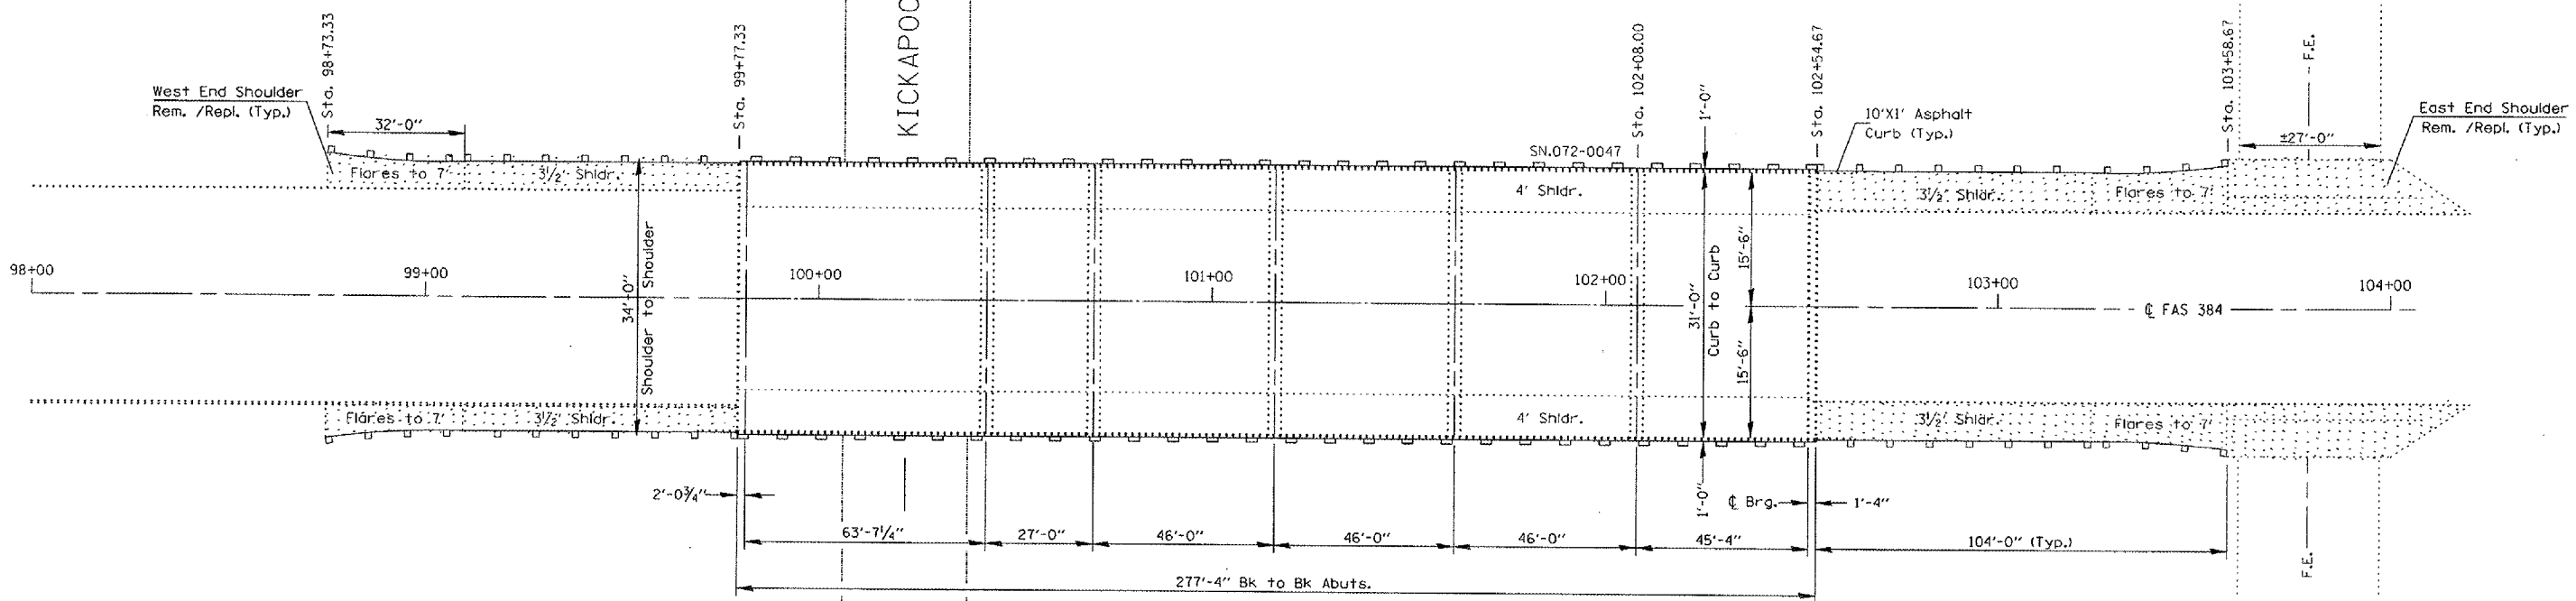 Sta. 98+73.33
Sta. 99+77.33
KICKAPOO
Sta. 102+08.00
Sta. 102+54.67
Sta. 103+58.67
F.E.
West End Shoulder
Rem. /Repl. (Typ.)
32'-0"
1'-0"
10'X1' Asphalt
Curb (Typ.)
±27'-0"
East End Shoulder
Rem. /Repl. (Typ.)
SN.072-0047
Flares to 7'
3½' Shldr.
4' Shldr.
3½' Shldr.
Flares to 7'
34'-0"
Shoulder to Shoulder
31'-0"
Curb to Curb
15'-6"
15'-6"
98+00
99+00
100+00
101+00
102+00
103+00
104+00
℄ FAS 384
Flares to 7'
3½' Shldr.
4' Shldr.
3½' Shldr.
Flares to 7'
2'-0¾"
1'-0"
℄ Brg.
1'-4"
63'-7¼"
27'-0"
46'-0"
46'-0"
46'-0"
45'-4"
104'-0" (Typ.)
F.E.
277'-4" Bk to Bk Abuts.